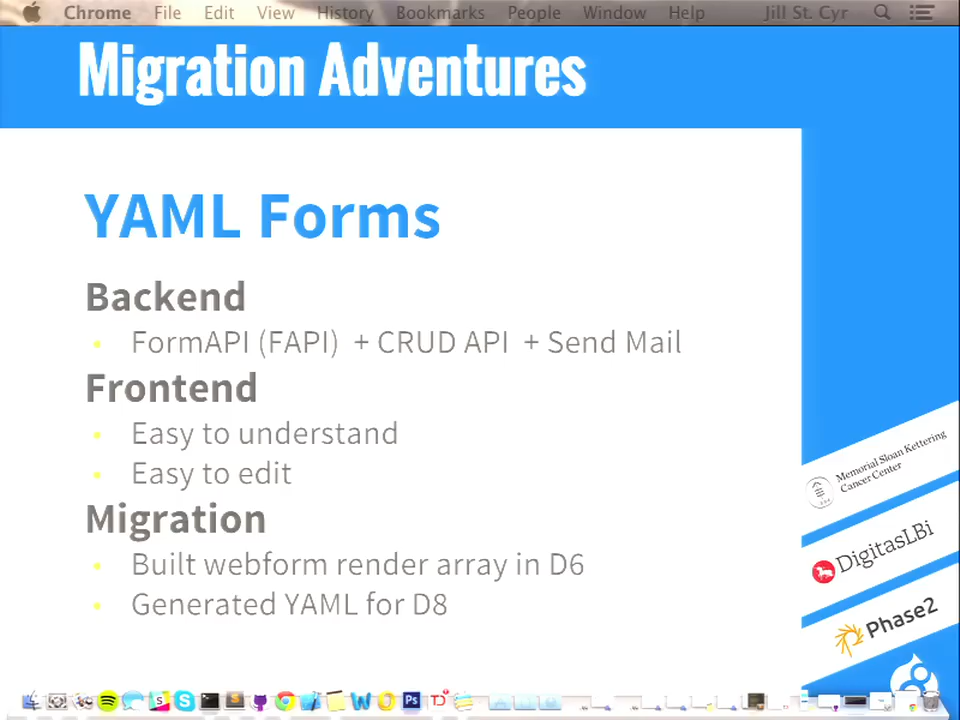 Chrome File Edit View History Bookmarks People Window Help Jill St. Cyr
Migration Adventures
YAML Forms
Backend
• FormAPI (FAPI) + CRUD API + Send Mail
Frontend
• Easy to understand
• Easy to edit
Migration
• Built webform render array in D6
• Generated YAML for D8
Memorial Sloan Kettering
Cancer Center
DigitasLBi
Phase2